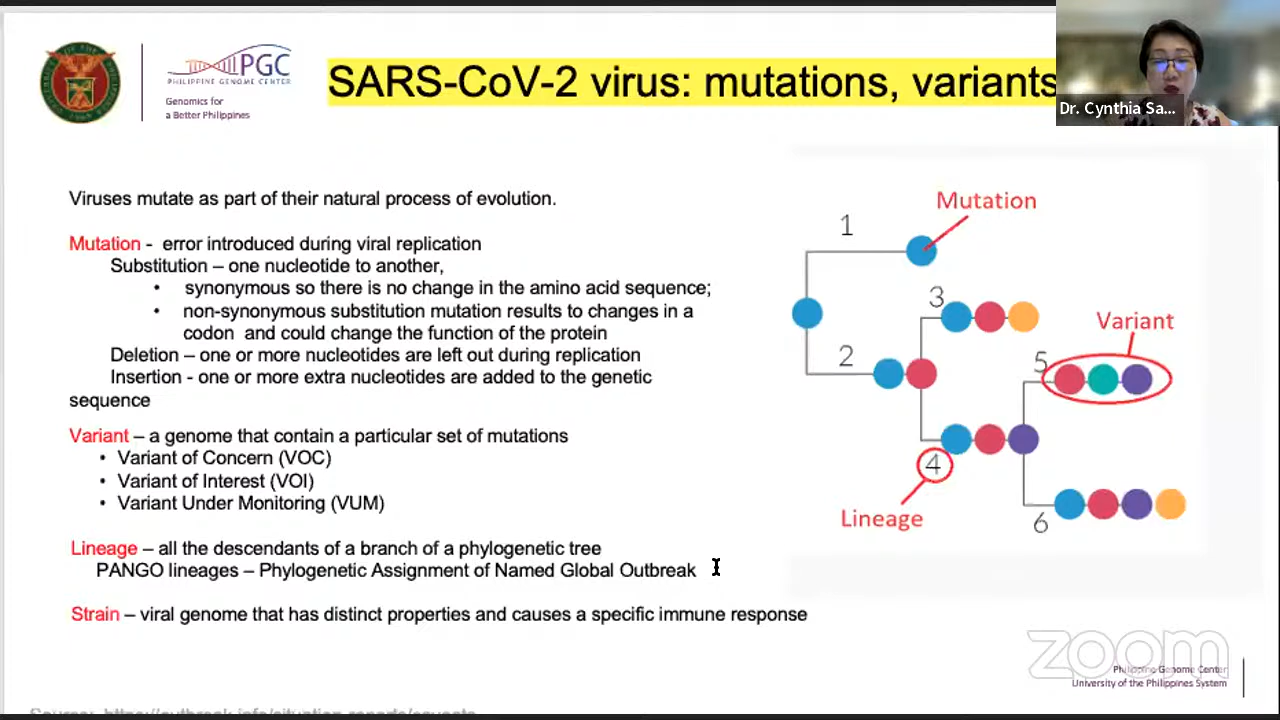 PGC
PHILIPPINE GENOME CENTER
Genomics for
a Better Philippines
SARS-CoV-2 virus: mutations, variants
Dr. Cynthia Sa...
Viruses mutate as part of their natural process of evolution.
Mutation - error introduced during viral replication
Substitution – one nucleotide to another,
• synonymous so there is no change in the amino acid sequence;
• non-synonymous substitution mutation results to changes in a
codon and could change the function of the protein
Deletion – one or more nucleotides are left out during replication
Insertion - one or more extra nucleotides are added to the genetic
sequence
Variant – a genome that contain a particular set of mutations
• Variant of Concern (VOC)
• Variant of Interest (VOI)
• Variant Under Monitoring (VUM)
Lineage – all the descendants of a branch of a phylogenetic tree
PANGO lineages – Phylogenetic Assignment of Named Global Outbreak
Strain – viral genome that has distinct properties and causes a specific immune response
Mutation
1
3
Variant
2
5
4
Lineage
6
zoom
Philippine Genome Center
University of the Philippines System